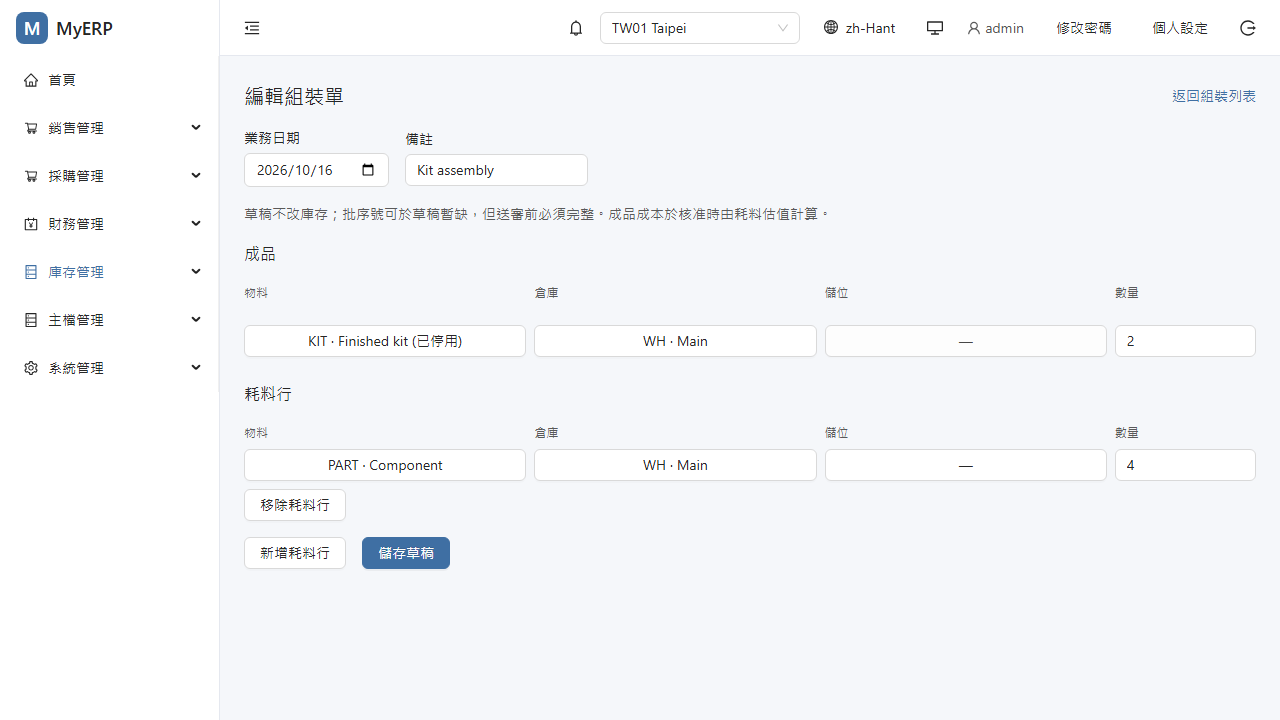 M MyERP
TW01 Taipei
zh-Hant
admin
修改密碼
個人設定
首頁
銷售管理
採購管理
財務管理
庫存管理
主檔管理
系統管理
編輯組裝單
返回組裝列表
業務日期
備註
2026/10/16
Kit assembly
草稿不改庫存；批序號可於草稿暫缺，但送審前必須完整。成品成本於核准時由耗料估值計算。
成品
物料
倉庫
儲位
數量
KIT · Finished kit (已停用)
WH · Main
—
2
耗料行
物料
倉庫
儲位
數量
PART · Component
WH · Main
—
4
移除耗料行
新增耗料行
儲存草稿